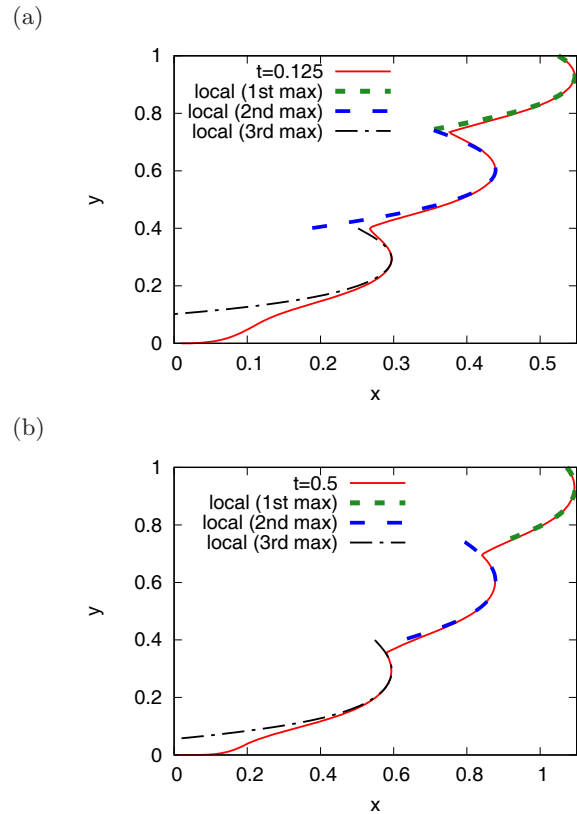 (a)
1
t=0.125
local (1st max)
0.8
local (2nd max)
local (3rd max)
0.6
y
0.4
0.2
0
0 0.1 0.2 0.3 0.4 0.5
x
(b)
1
t=0.5
local (1st max)
0.8
local (2nd max)
local (3rd max)
0.6
y
0.4
0.2
0
0 0.2 0.4 0.6 0.8 1
x